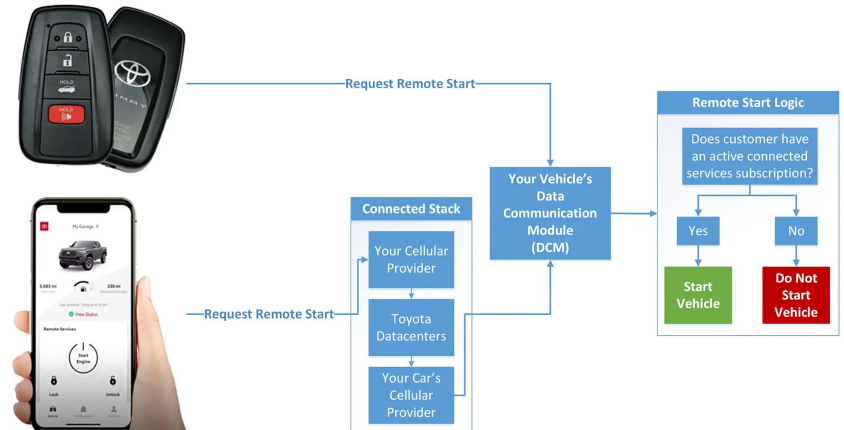 HOLD
HOLD
Request Remote Start
Remote Start Logic
Does customer have
an active connected
services subscription?
Yes
No
Start
Vehicle
Do Not
Start
Vehicle
Your Vehicle's
Data
Communication
Module
(DCM)
Connected Stack
Your Cellular
Provider
Toyota
Datacenters
Your Car's
Cellular
Provider
Request Remote Start
My Garage
View Status
Remote Services
Start
Engine
Lock
Unlock